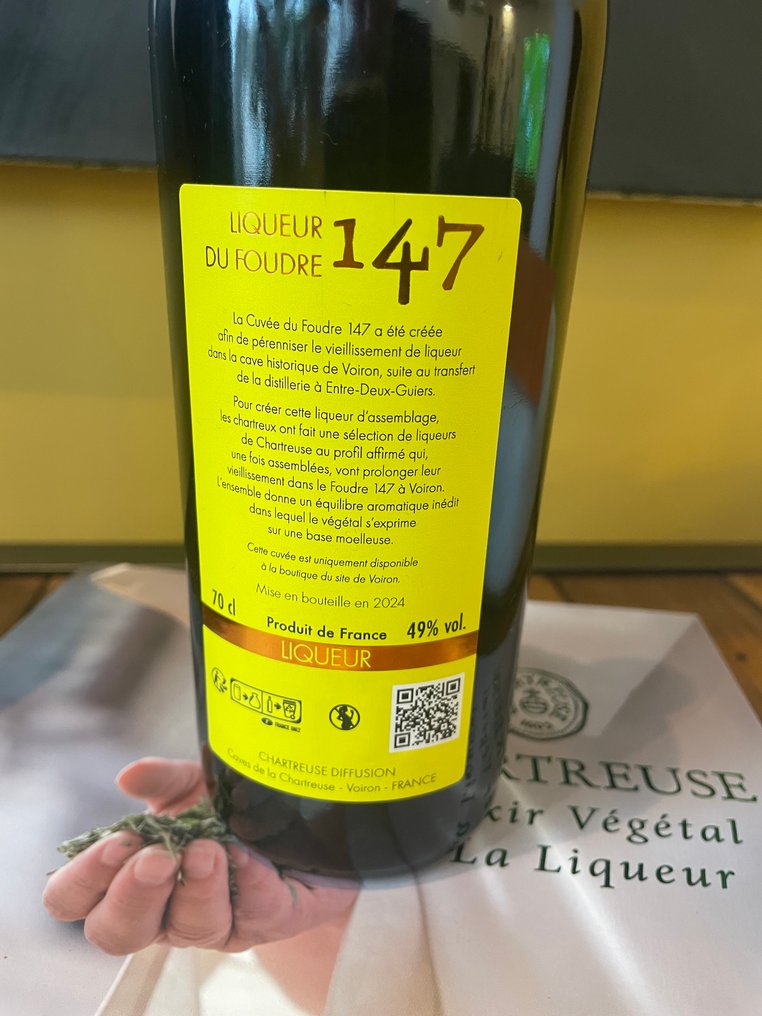 LIQUEUR
DU FOUDRE 147
La Cuvée du Foudre 147 a été créée
afin de pérenniser le vieillissement de liqueur
dans la cave historique de Voiron, suite au transfert
de la distillerie à Entre-Deux-Guiers.
Pour créer cette liqueur d'assemblage,
les chartreux ont fait une sélection de liqueurs
de Chartreuse au profil affirmé qui,
une fois assemblées, vont prolonger leur
vieillissement dans le Foudre 147 à Voiron.
L'ensemble donne un équilibre aromatique inédit
dans lequel le végétal s'exprime
sur une base moelleuse.
Cette cuvée est uniquement disponible
à la boutique du site de Voiron.
Mise en bouteille en 2024
70 cl Produit de France 49% vol.
LIQUEUR
FRANCE ONLY
CHARTREUSE DIFFUSION
Caves de la Chartreuse - Voiron - FRANCE
RTREUSE
xir Végétal
La Liqueur